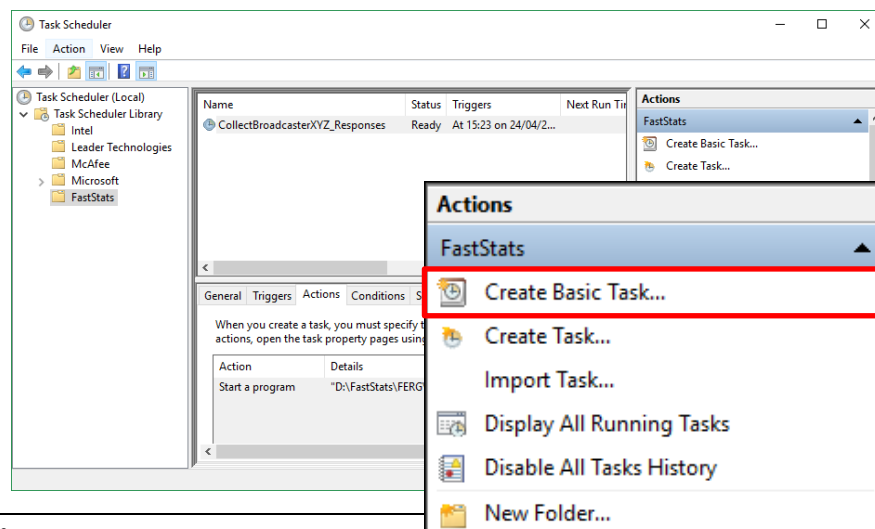 Task Scheduler
File Action View Help
Task Scheduler (Local)
Task Scheduler Library
Intel
Leader Technologies
McAfee
Microsoft
FastStats
Name Status Triggers Next Run Tir
CollectBroadcasterXYZ_Responses Ready At 15:23 on 24/04/2...
General Triggers Actions Conditions S
When you create a task, you must specify t
actions, open the task property pages using
Action Details
Start a program "D:\FastStats\FERG\
Actions
FastStats
Create Basic Task...
Create Task...
Actions
FastStats
Create Basic Task...
Create Task...
Import Task...
Display All Running Tasks
Disable All Tasks History
New Folder...